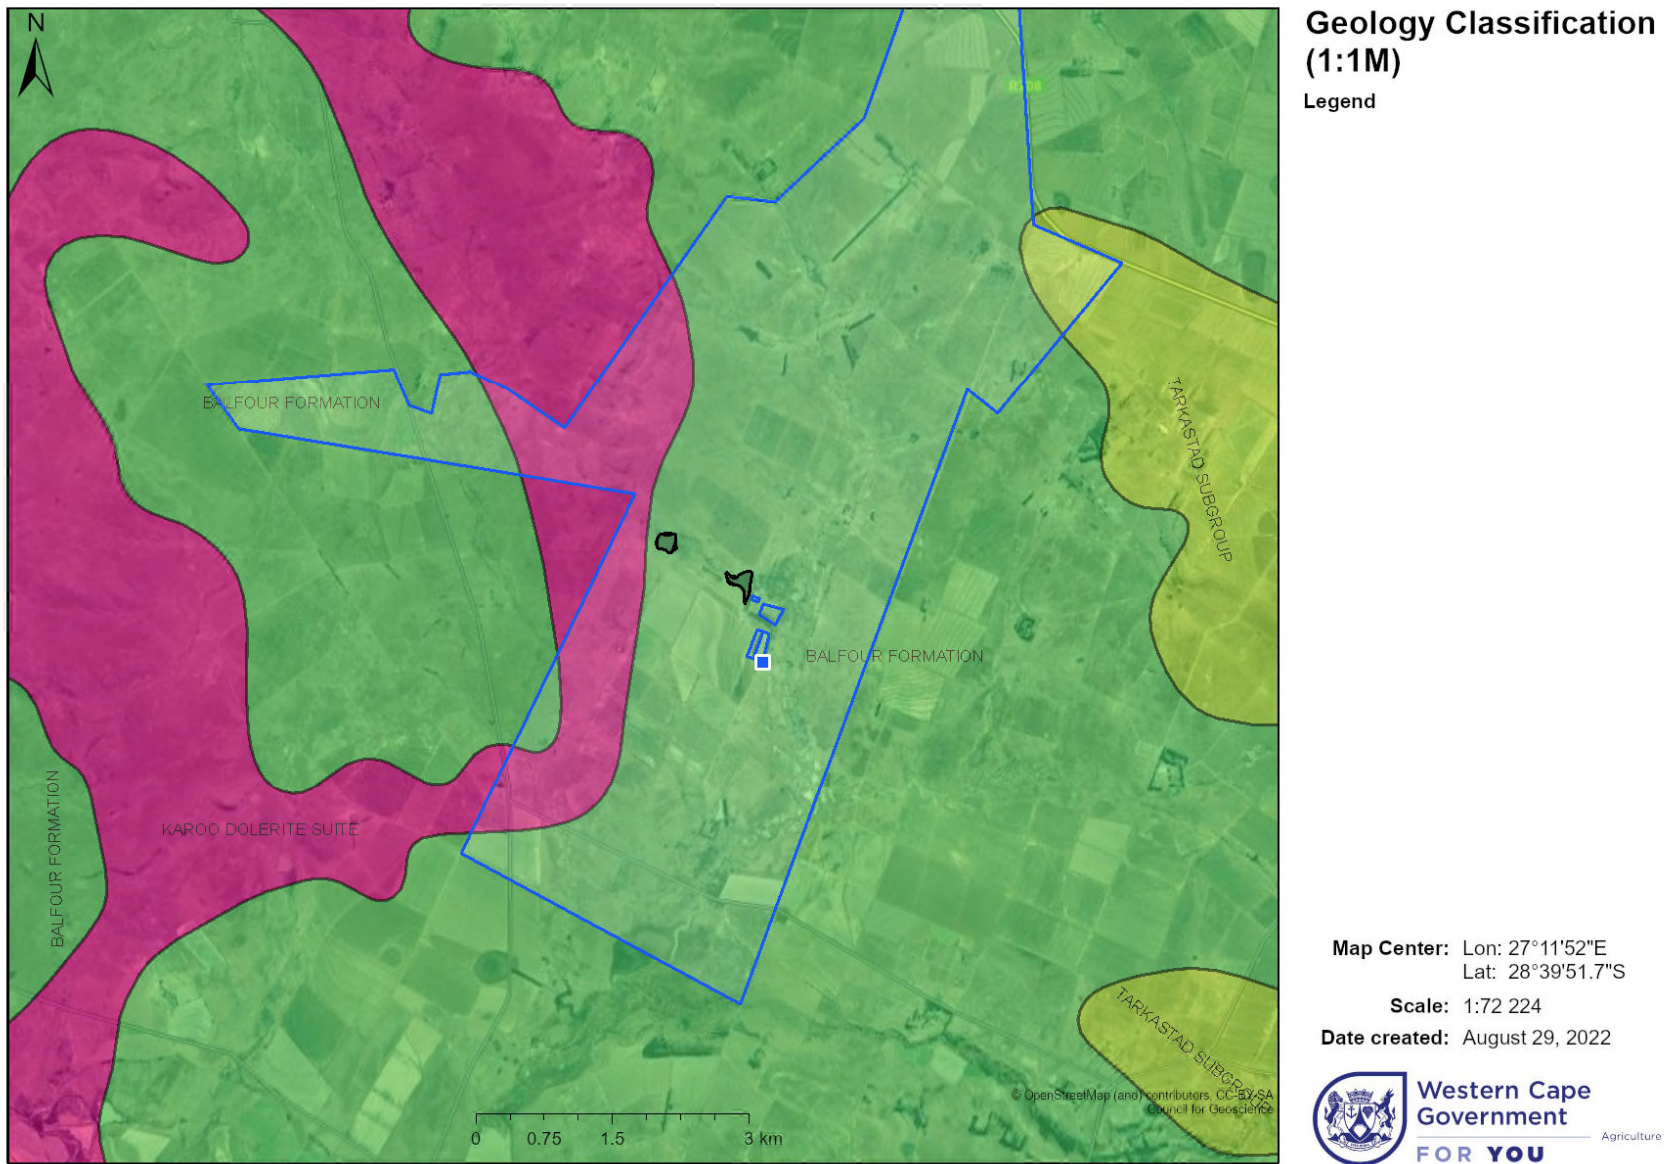 N
Geology Classification
(1:1M)
Legend
BALFOUR FORMATION
TARKASTAD SUBGROUP
BALFOUR FORMATION
KAROO DOLERITE SUITE
BALFOUR FORMATION
TARKASTAD
© OpenStreetMap (and) contributors, CC-BY-SA
Council for Geoscience
0 0.75 1.5 3 km
Map Center: Lon: 27°11'52"E
Lat: 28°39'51.7"S
Scale: 1:72 224
Date created: August 29, 2022
Western Cape
Government
Agriculture
FOR YOU